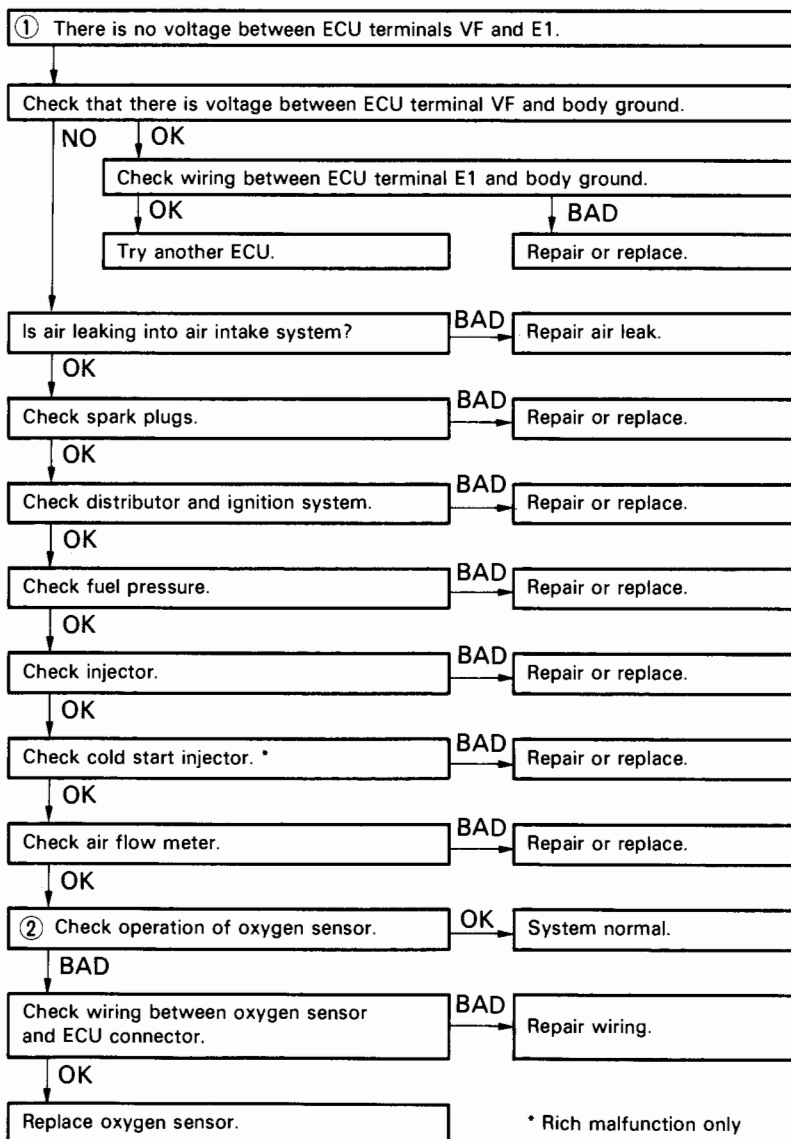 ① There is no voltage between ECU terminals VF and E1.
Check that there is voltage between ECU terminal VF and body ground.
NO
OK
Check wiring between ECU terminal E1 and body ground.
OK
BAD
Try another ECU.
Repair or replace.
Is air leaking into air intake system?
BAD
Repair air leak.
OK
Check spark plugs.
BAD
Repair or replace.
OK
Check distributor and ignition system.
BAD
Repair or replace.
OK
Check fuel pressure.
BAD
Repair or replace.
OK
Check injector.
BAD
Repair or replace.
OK
Check cold start injector. *
BAD
Repair or replace.
OK
Check air flow meter.
BAD
Repair or replace.
OK
② Check operation of oxygen sensor.
OK
System normal.
BAD
Check wiring between oxygen sensor
and ECU connector.
BAD
Repair wiring.
OK
Replace oxygen sensor.
* Rich malfunction only